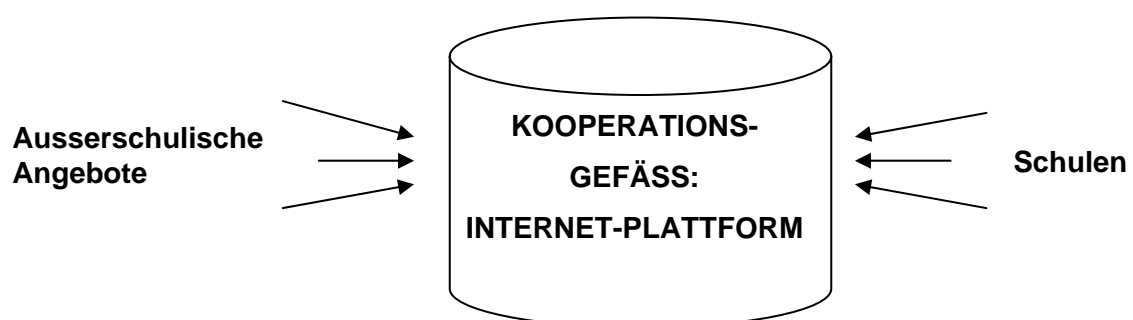 Ausserschulische
Angebote
KOOPERATIONS-
GEFÄSS:
INTERNET-PLATTFORM
Schulen